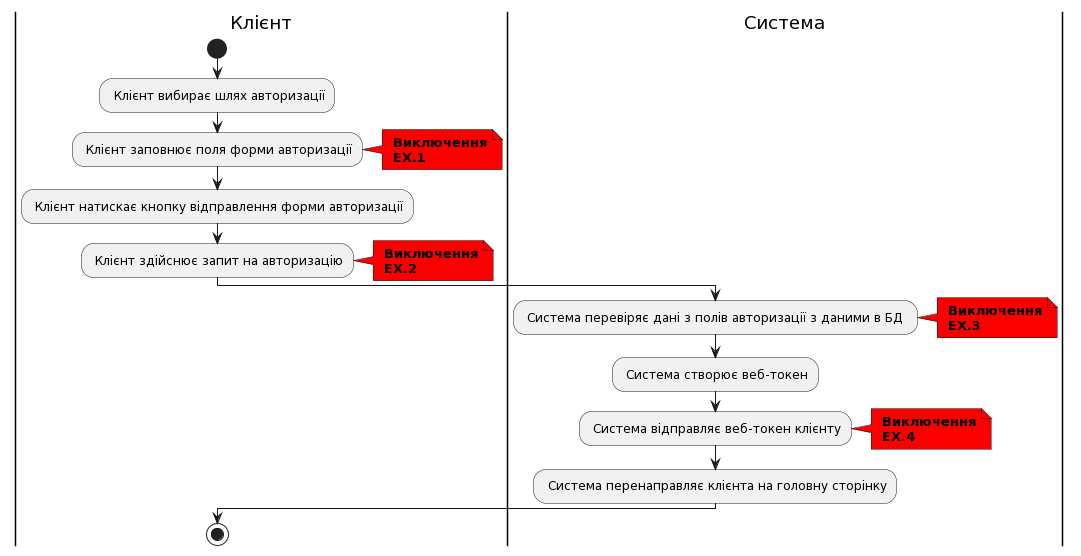 Клієнт
Система
Клієнт вибирає шлях авторизації
Клієнт заповнює поля форми авторизації
Виключення
EX.1
Клієнт натискає кнопку відправлення форми авторизації
Клієнт здійснює запит на авторизацію
Виключення
EX.2
Система перевіряє дані з полів авторизації з даними в БД
Виключення
EX.3
Система створює веб-токен
Система відправляє веб-токен клієнту
Виключення
EX.4
Система перенаправляє клієнта на головну сторінку